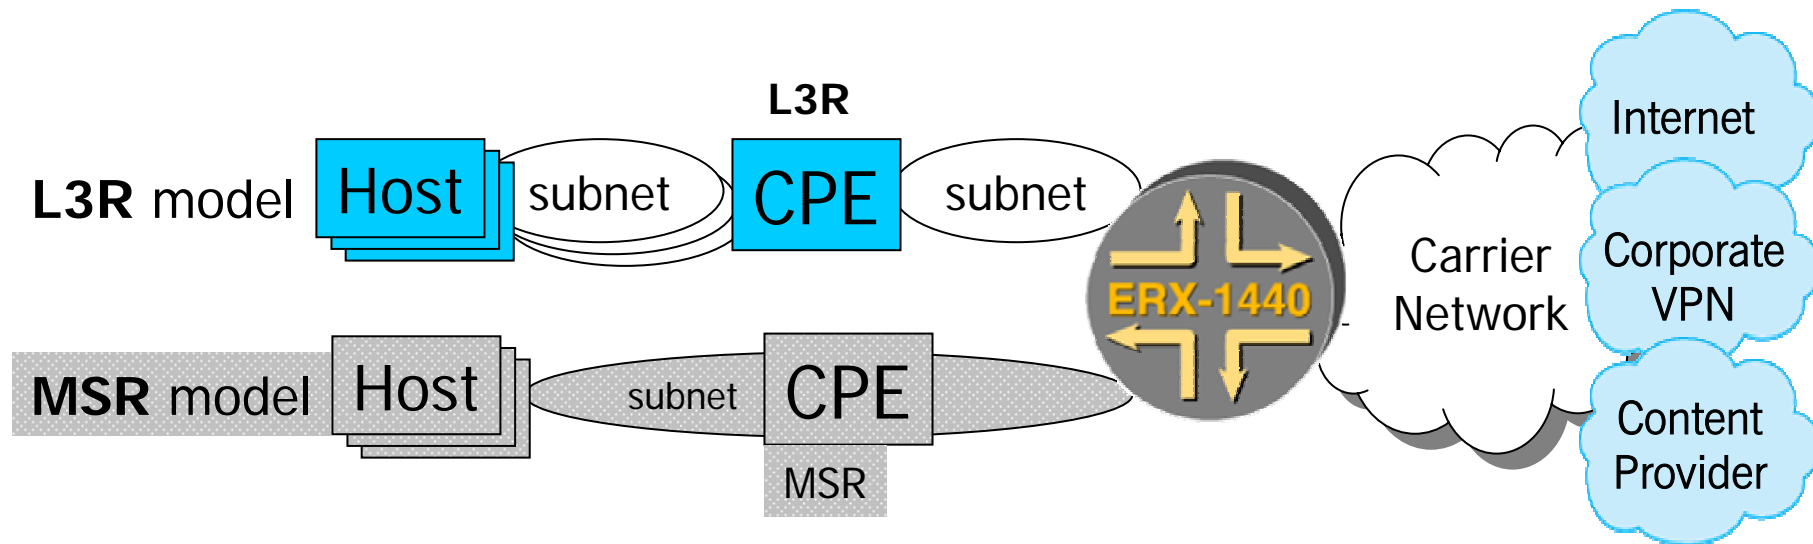 L3R
L3R model
Host
subnet
CPE
subnet
ERX-1440
MSR model
Host
subnet
CPE
MSR
Carrier
Network
Internet
Corporate
VPN
Content
Provider